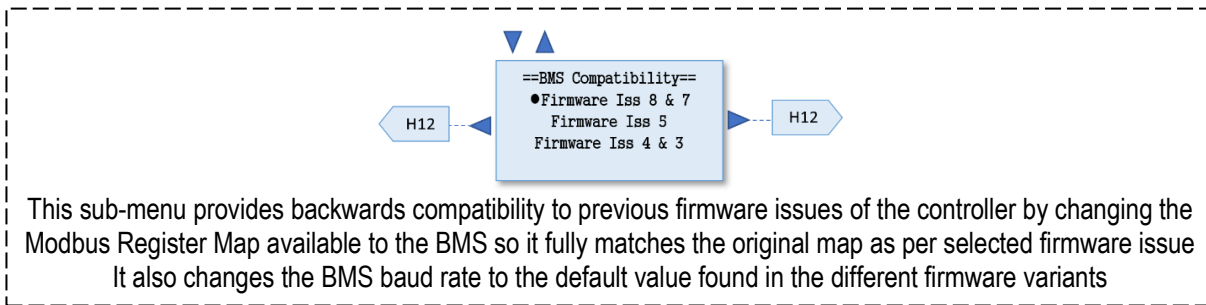 ==BMS Compatibility==
●Firmware Iss 8 & 7
Firmware Iss 5
Firmware Iss 4 & 3
H12
H12
This sub-menu provides backwards compatibility to previous firmware issues of the controller by changing the
Modbus Register Map available to the BMS so it fully matches the original map as per selected firmware issue
It also changes the BMS baud rate to the default value found in the different firmware variants